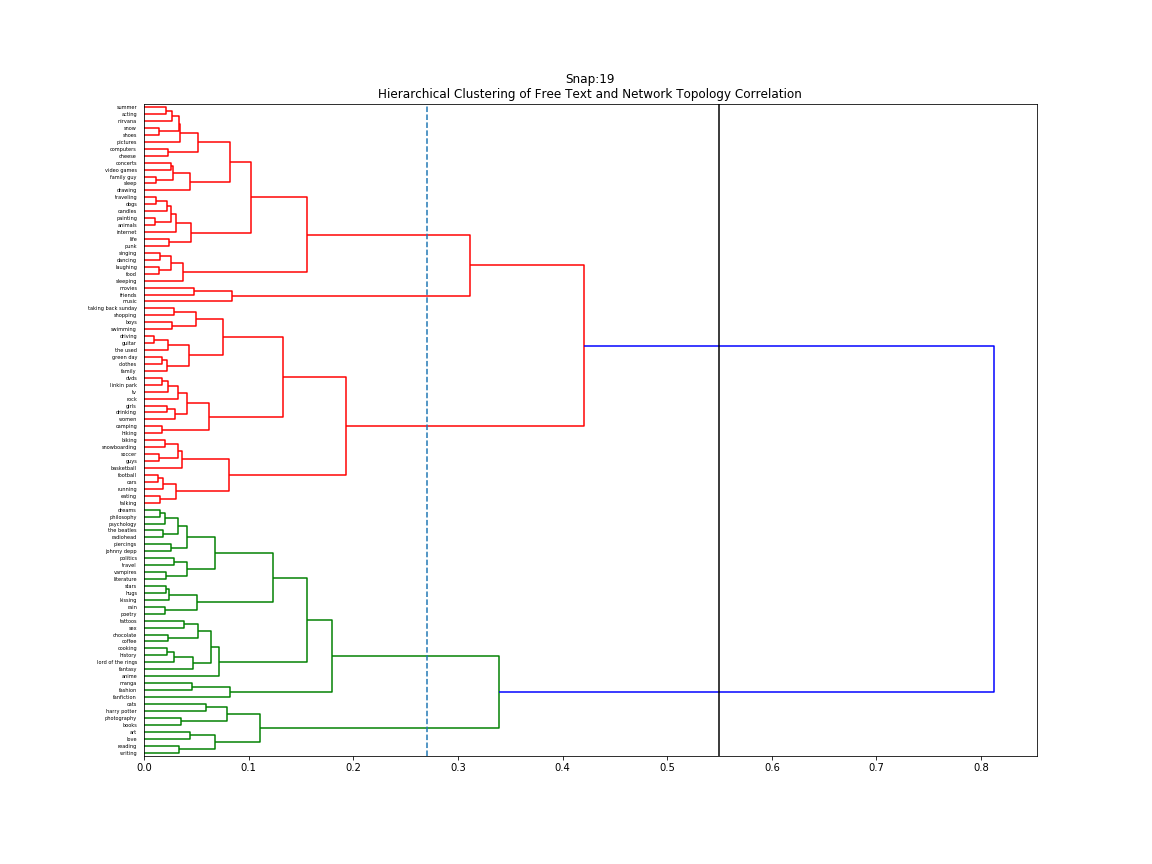 Snap:19
Hierarchical Clustering of Free Text and Network Topology Correlation
summer
acting
nirvana
snow
shoes
pictures
computers
cheese
concerts
video games
family guy
sleep
drawing
traveling
dogs
candles
painting
animals
internet
life
punk
singing
dancing
laughing
food
sleeping
movies
friends
music
taking back sunday
shopping
boys
swimming
driving
guitar
the used
green day
clothes
family
dvds
linkin park
tv
rock
girls
drinking
women
camping
hiking
biking
snowboarding
soccer
guys
basketball
football
cars
running
eating
talking
dreams
philosophy
psychology
the beatles
radiohead
piercings
johnny depp
politics
travel
vampires
literature
stars
hugs
kissing
rain
poetry
tattoos
sex
chocolate
coffee
cooking
history
lord of the rings
fantasy
anime
manga
fashion
fanfiction
cats
harry potter
photography
books
art
love
reading
writing
0.0 0.1 0.2 0.3 0.4 0.5 0.6 0.7 0.8